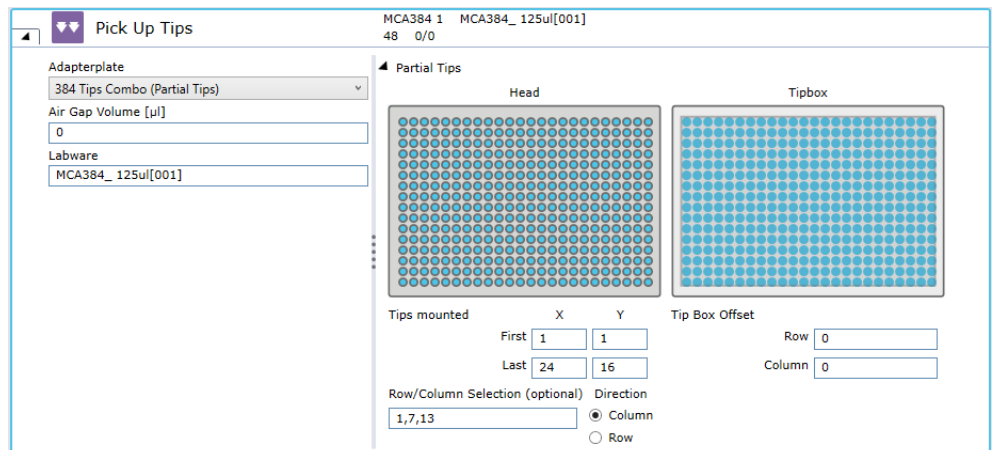 Pick Up Tips
MCA384 1 MCA384_ 125ul[001]
48 0/0
Adapterplate
384 Tips Combo (Partial Tips)
Air Gap Volume [µl]
0
Labware
MCA384_ 125ul[001]
Partial Tips
Head Tipbox
Tips mounted X Y
First 1 1
Last 24 16
Tip Box Offset
Row 0
Column 0
Row/Column Selection (optional)
1,7,13
Direction
Column
Row